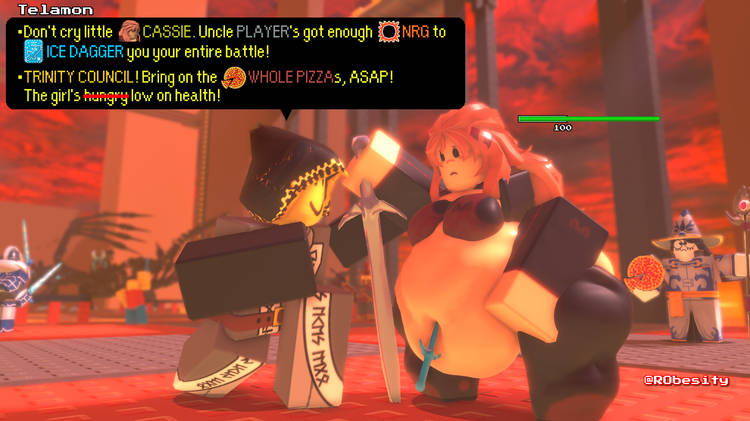 Telamon
•Don't cry little CASSIE. Uncle PLAYER's got enough NRG to
ICE DAGGER you your entire battle!
•TRINITY COUNCIL! Bring on the WHOLE PIZZAs, ASAP!
The girl's hungry low on health!
100
@RObesity